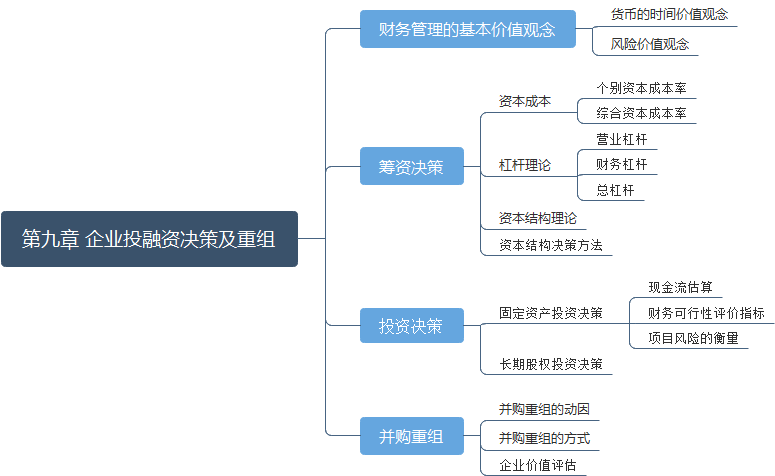 第九章 企业投融资决策及重组
财务管理的基本价值观念
货币的时间价值观念
风险价值观念
筹资决策
资本成本
个别资本成本率
综合资本成本率
杠杆理论
营业杠杆
财务杠杆
总杠杆
资本结构理论
资本结构决策方法
投资决策
固定资产投资决策
现金流估算
财务可行性评价指标
项目风险的衡量
长期股权投资决策
并购重组
并购重组的动因
并购重组的方式
企业价值评估